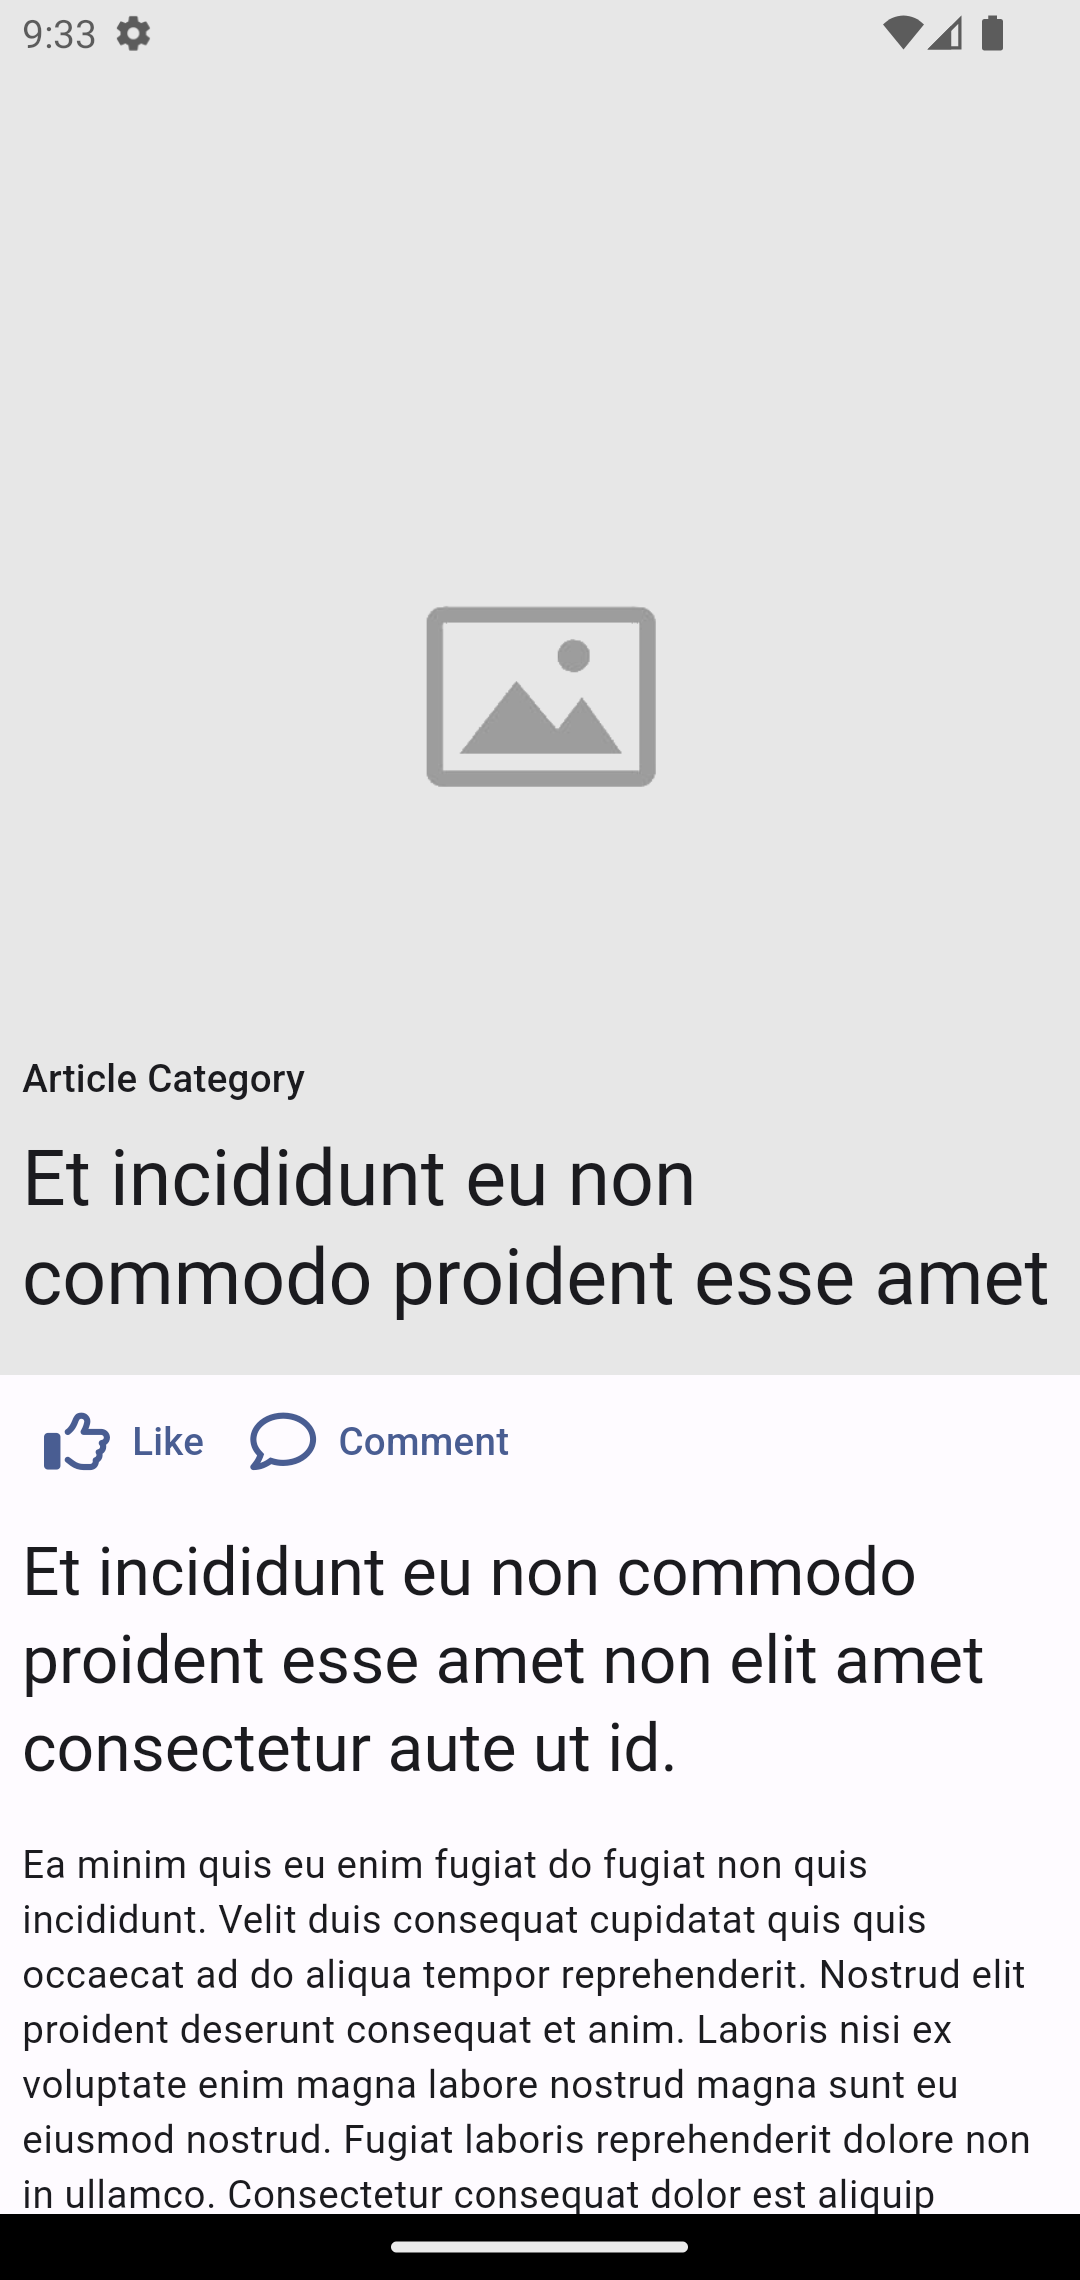 9:33
Article Category
Et incididunt eu non
commodo proident esse amet
Like Comment
Et incididunt eu non commodo
proident esse amet non elit amet
consectetur aute ut id.
Ea minim quis eu enim fugiat do fugiat non quis
incididunt. Velit duis consequat cupidatat quis quis
occaecat ad do aliqua tempor reprehenderit. Nostrud elit
proident deserunt consequat et anim. Laboris nisi ex
voluptate enim magna labore nostrud magna sunt eu
eiusmod nostrud. Fugiat laboris reprehenderit dolore non
in ullamco. Consectetur consequat dolor est aliquip